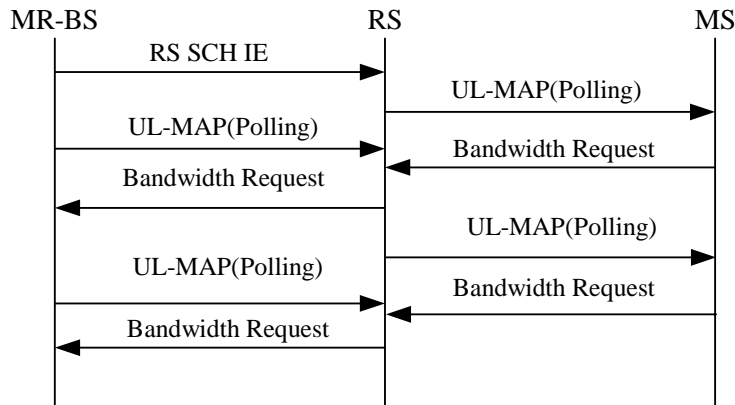 MR-BS RS MS
RS SCH IE
UL-MAP(Polling)
UL-MAP(Polling)
Bandwidth Request
Bandwidth Request
UL-MAP(Polling)
UL-MAP(Polling)
Bandwidth Request
Bandwidth Request